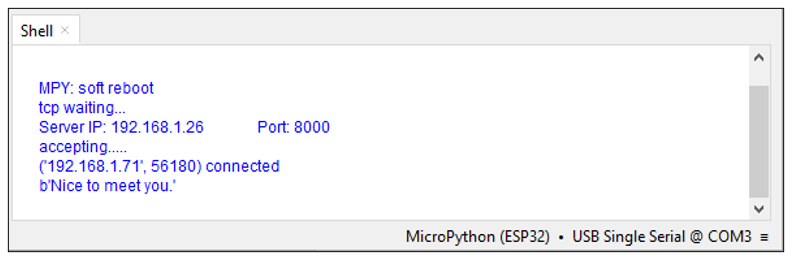 Shell ×
MPY: soft reboot
tcp waiting...
Server IP: 192.168.1.26 Port: 8000
accepting.....
('192.168.1.71', 56180) connected
b'Nice to meet you.'
MicroPython (ESP32) • USB Single Serial @ COM3 ≡